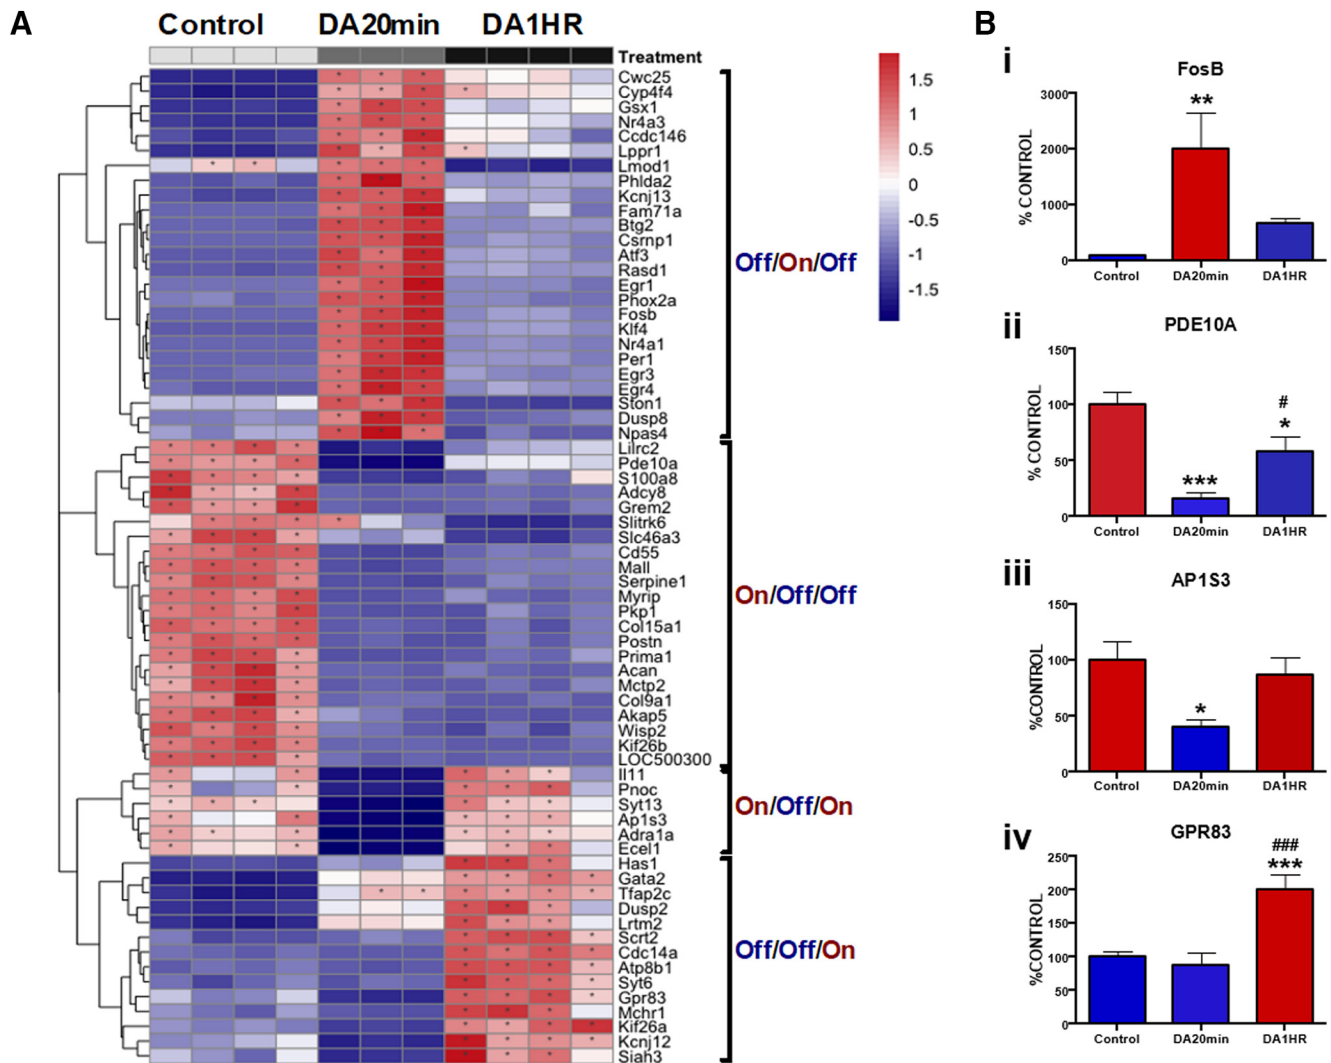 A
Control DA20min DA1HR
Treatment
Cwc25
Cyp4f4
Gsx1
Nr4a3
Ccdc146
Lppr1
Lmod1
Phlda2
Kcnj13
Fam71a
Btg2
Csrnp1
Atf3
Rasd1
Egr1
Phox2a
Fosb
Klf4
Nr4a1
Per1
Egr3
Egr4
Ston1
Dusp8
Npas4
Lilrc2
Pde10a
S100a8
Adcy8
Grem2
Slitrk6
Slc46a3
Cd55
Mall
Serpine1
Myrip
Pkp1
Col15a1
Postn
Prima1
Acan
Mctp2
Col9a1
Akap5
Wisp2
Kif26b
LOC500300
Il11
Pnoc
Syt13
Ap1s3
Adra1a
Ecel1
Has1
Gata2
Tfap2c
Dusp2
Lrtm2
Scrt2
Cdc14a
Atp8b1
Syt6
Gpr83
Mchr1
Kif26a
Kcnj12
Siah3
1.5
1
0.5
0
-0.5
-1
-1.5
Off/On/Off
On/Off/Off
On/Off/On
Off/Off/On
B
i
FosB
% CONTROL
3000
2000
1000
0
**
Control DA20min DA1HR
ii
PDE10A
% CONTROL
150
100
50
0
***
#
*
Control DA20min DA1HR
iii
AP1S3
%CONTROL
150
100
50
0
*
Control DA20min DA1HR
iv
GPR83
%CONTROL
250
200
150
100
50
0
###
***
Control DA20min DA1HR